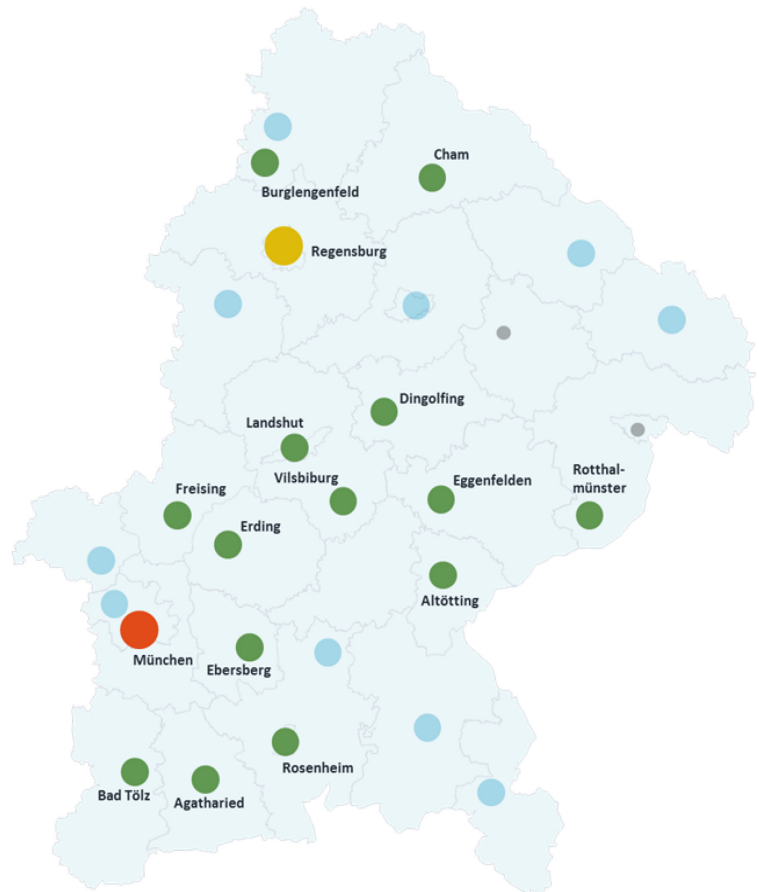 Cham
Burglengenfeld
Regensburg
Dingolfing
Landshut
Vilsbiburg
Eggenfelden
Rotthal-
münster
Freising
Erding
Altötting
München
Ebersberg
Rosenheim
Bad Tölz
Agatharied